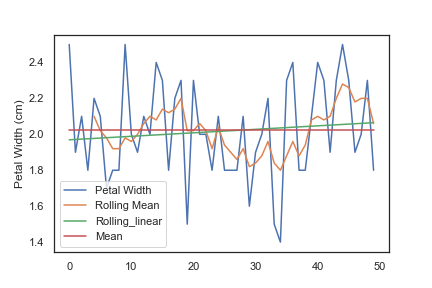 2.4
2.2
2.0
1.8
1.6
1.4
Petal Width (cm)
Petal Width
Rolling Mean
Rolling_linear
Mean
0 10 20 30 40 50